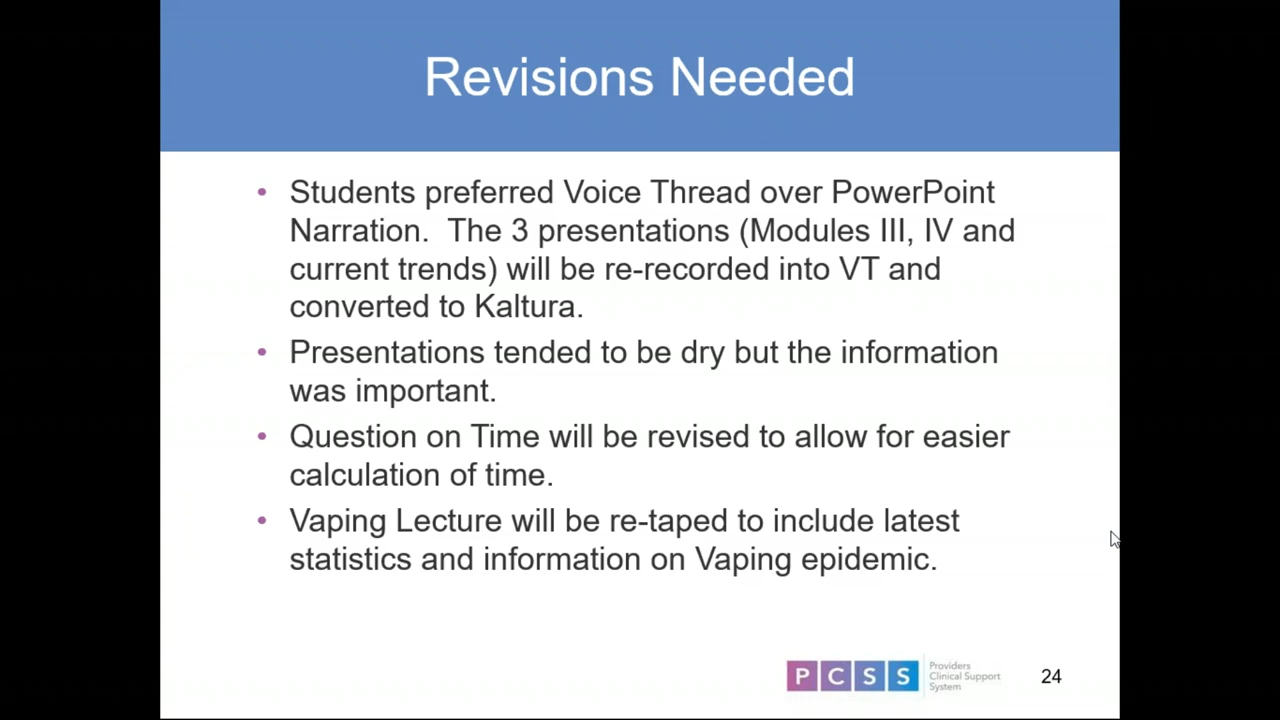 Revisions Needed
• Students preferred Voice Thread over PowerPoint
Narration.  The 3 presentations (Modules III, IV and
current trends) will be re-recorded into VT and
converted to Kaltura.
• Presentations tended to be dry but the information
was important.
• Question on Time will be revised to allow for easier
calculation of time.
• Vaping Lecture will be re-taped to include latest
statistics and information on Vaping epidemic.
PCSS
Providers
Clinical Support
System
24